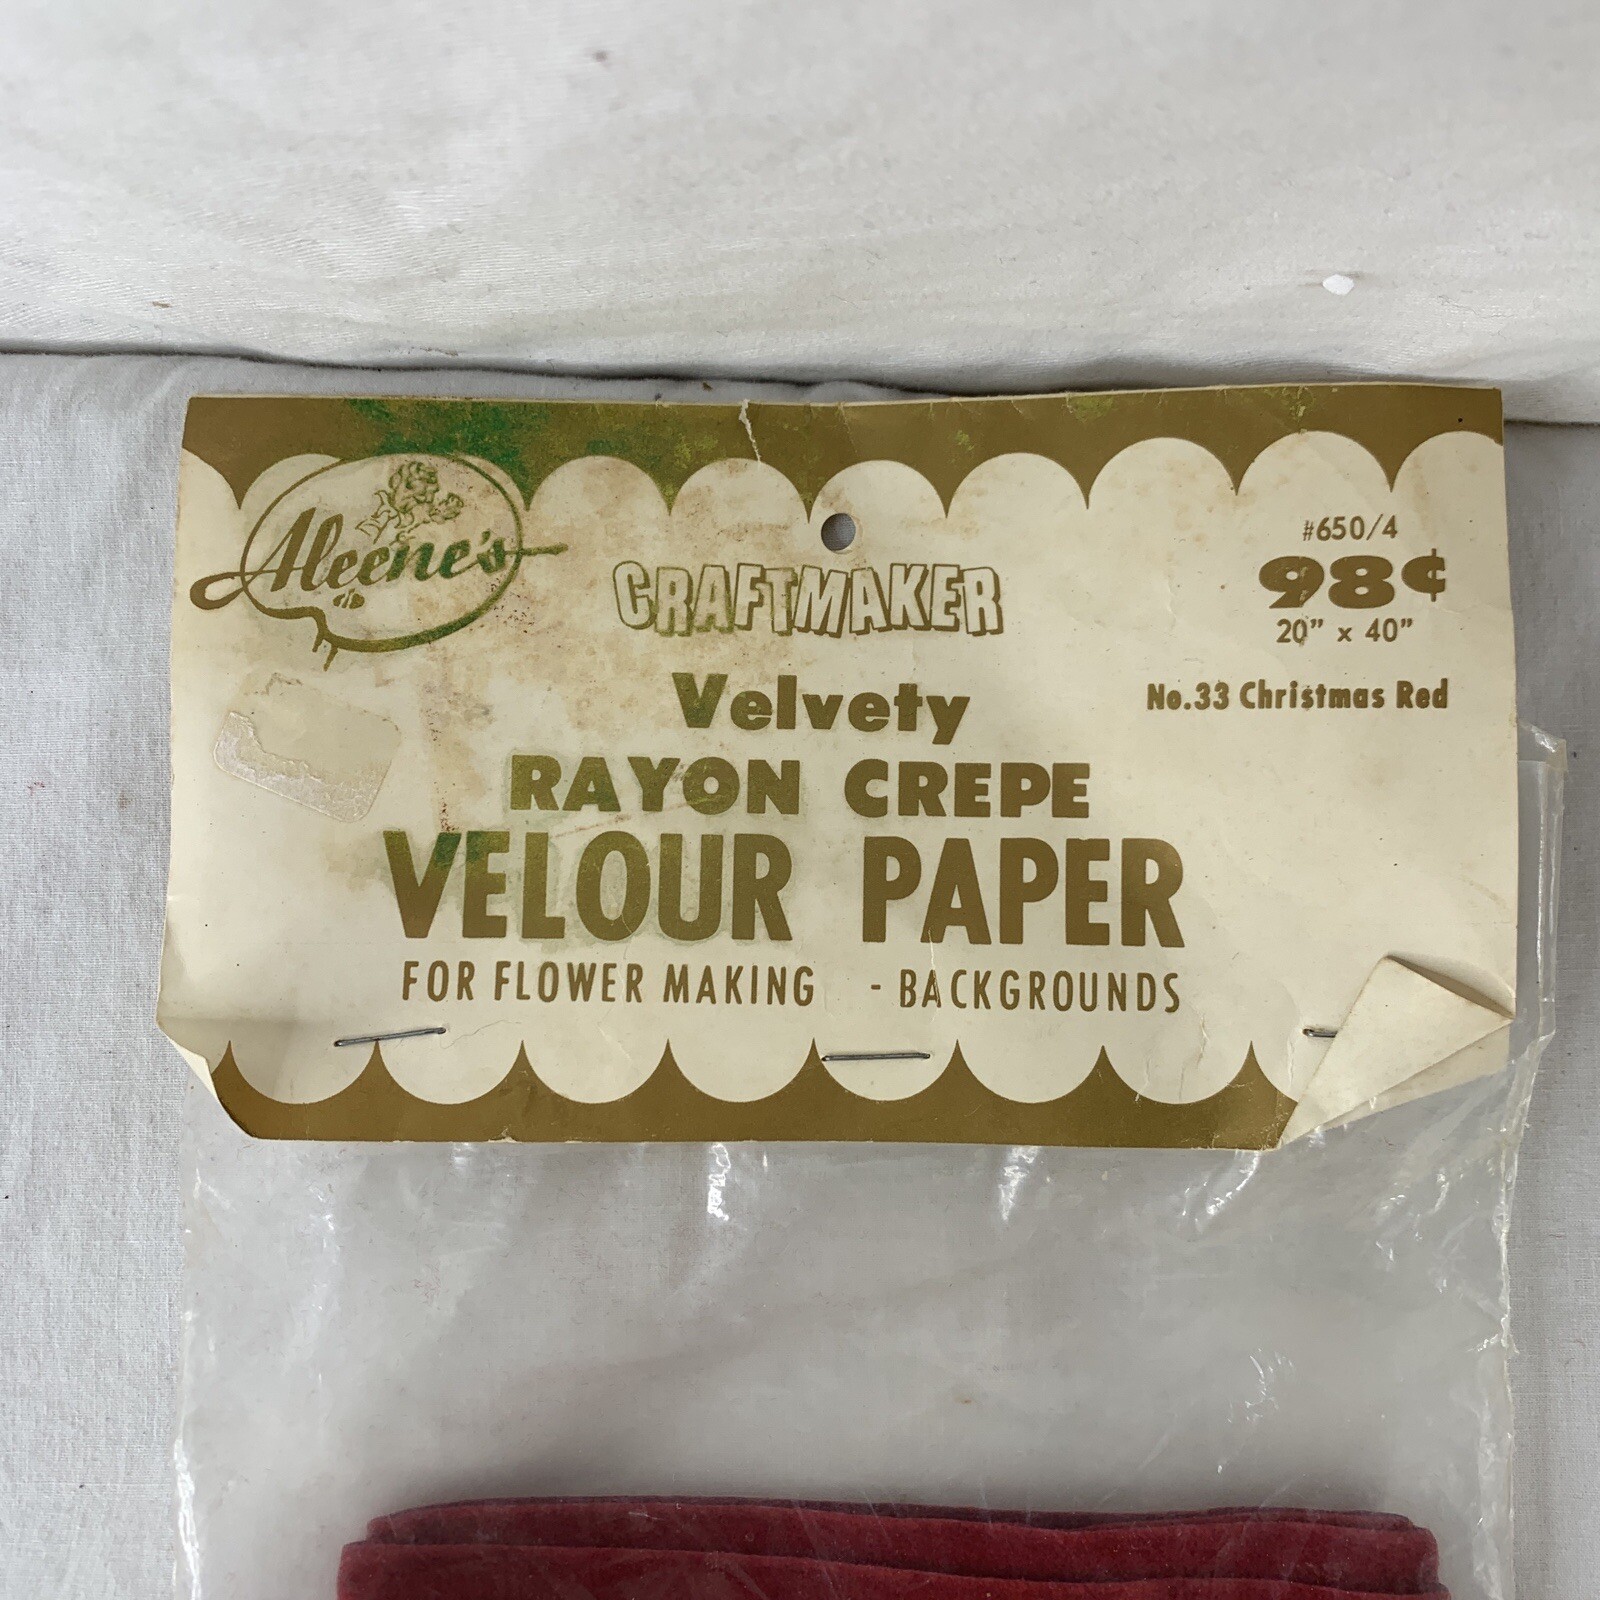 Aleene's
CRAFTMAKER
#650/4
98¢
20" x 40"
No.33 Christmas Red
Velvety
RAYON CREPE
VELOUR PAPER
FOR FLOWER MAKING - BACKGROUNDS